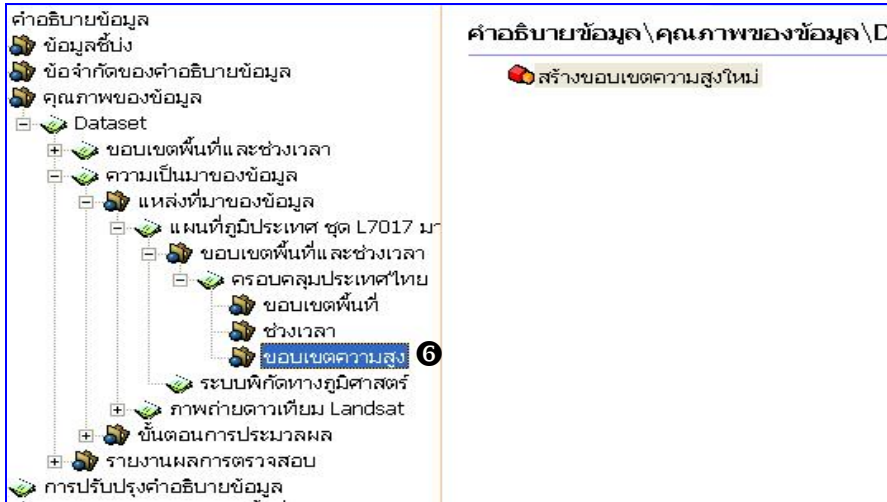 คำอธิบายข้อมูล
ข้อมูลชี้บ่ง
ข้อจำกัดของคำอธิบายข้อมูล
คุณภาพของข้อมูล
Dataset
ขอบเขตพื้นที่และช่วงเวลา
ความเป็นมาของข้อมูล
แหล่งที่มาของข้อมูล
แผนที่ภูมิประเทศ ชุด L7017 มา
ขอบเขตพื้นที่และช่วงเวลา
ครอบคลุมประเทศไทย
ขอบเขตพื้นที่
ช่วงเวลา
ขอบเขตความสูง ❻
ระบบพิกัดทางภูมิศาสตร์
ภาพถ่ายดาวเทียม Landsat
ขั้นตอนการประมวลผล
รายงานผลการตรวจสอบ
การปรับปรุงคำอธิบายข้อมูล
คำอธิบายข้อมูล\คุณภาพของข้อมูล\D
สร้างขอบเขตความสูงใหม่